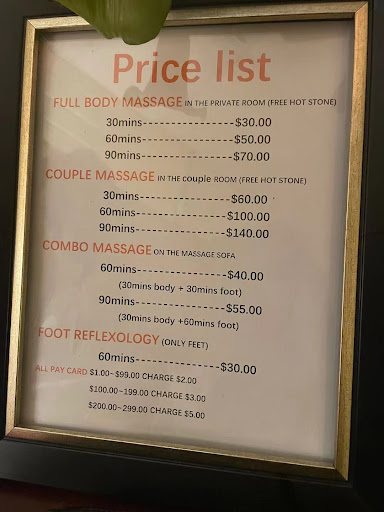 Price list
FULL BODY MASSAGE IN THE PRIVATE ROOM (FREE HOT STONE)
30mins-----------------$30.00
60mins-----------------$50.00
90mins-----------------$70.00
COUPLE MASSAGE IN THE couple ROOM (FREE HOT STONE)
30mins-----------------$60.00
60mins-----------------$100.00
90mins-----------------$140.00
COMBO MASSAGE ON THE MASSAGE SOFA
60mins-----------------$40.00
(30mins body + 30mins foot)
90mins-----------------$55.00
(30mins body +60mins foot)
FOOT REFLEXOLOGY (ONLY FEET)
60mins---------------$30.00
ALL PAY CARD $1.00~$99.00 CHARGE $2.00
$100.00~199.00 CHARGE $3.00
$200.00~299.00 CHARGE $5.00